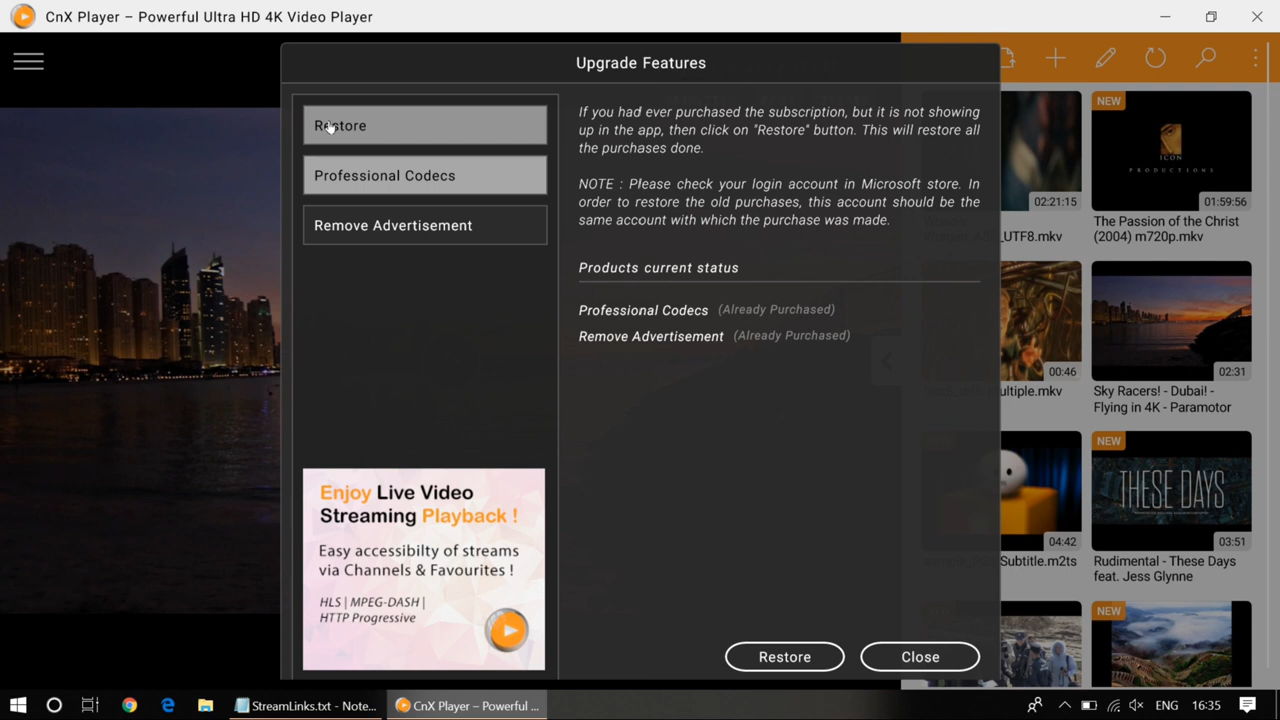 CnX Player – Powerful Ultra HD 4K Video Player
Upgrade Features
Restore
Professional Codecs
Remove Advertisement
If you had ever purchased the subscription, but it is not showing
up in the app, then click on "Restore" button. This will restore all
the purchases done.
NOTE : Please check your login account in Microsoft store. In
order to restore the old purchases, this account should be the
same account with which the purchase was made.
Products current status
Professional Codecs (Already Purchased)
Remove Advertisement (Already Purchased)
Enjoy Live Video
Streaming Playback !
Easy accessibilty of streams
via Channels & Favourites !
HLS | MPEG-DASH |
HTTP Progressive
Restore
Close
02:21:15
UTF8.mkv
NEW
ICON
PRODUCTIONS
01:59:56
The Passion of the Christ
(2004) m720p.mkv
00:46
multiple.mkv
02:31
Sky Racers! - Dubai! -
Flying in 4K - Paramotor
04:42
Subtitle.m2ts
NEW
THESE DAYS
03:51
Rudimental - These Days
feat. Jess Glynne
NEW
StreamLinks.txt - Note...
CnX Player – Powerful ...
ENG
16:35